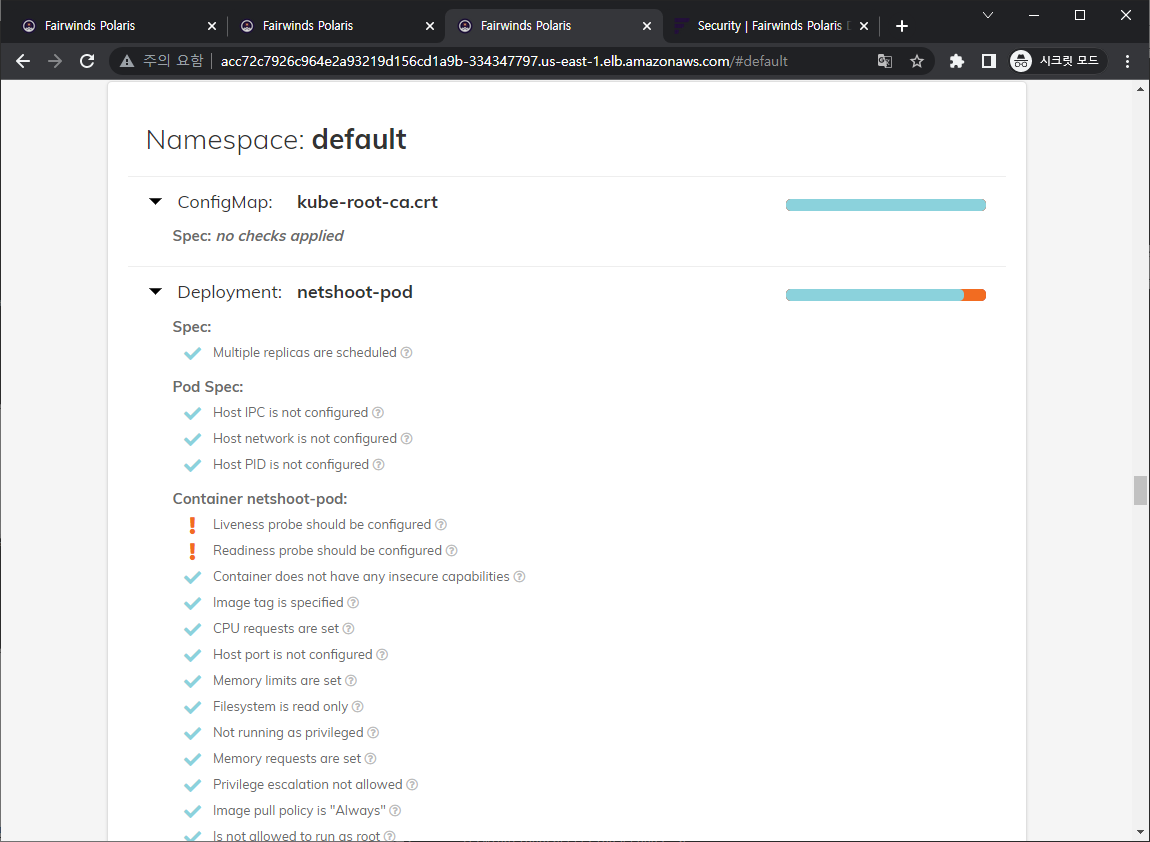 Fairwinds Polaris
Fairwinds Polaris
Fairwinds Polaris
Security | Fairwinds Polaris
주의 요함
acc72c7926c964e2a93219d156cd1a9b-334347797.us-east-1.elb.amazonaws.com/#default
시크릿 모드
Namespace: default
ConfigMap: kube-root-ca.crt
Spec: no checks applied
Deployment: netshoot-pod
Spec:
Multiple replicas are scheduled
Pod Spec:
Host IPC is not configured
Host network is not configured
Host PID is not configured
Container netshoot-pod:
Liveness probe should be configured
Readiness probe should be configured
Container does not have any insecure capabilities
Image tag is specified
CPU requests are set
Host port is not configured
Memory limits are set
Filesystem is read only
Not running as privileged
Memory requests are set
Privilege escalation not allowed
Image pull policy is "Always"
Is not allowed to run as root